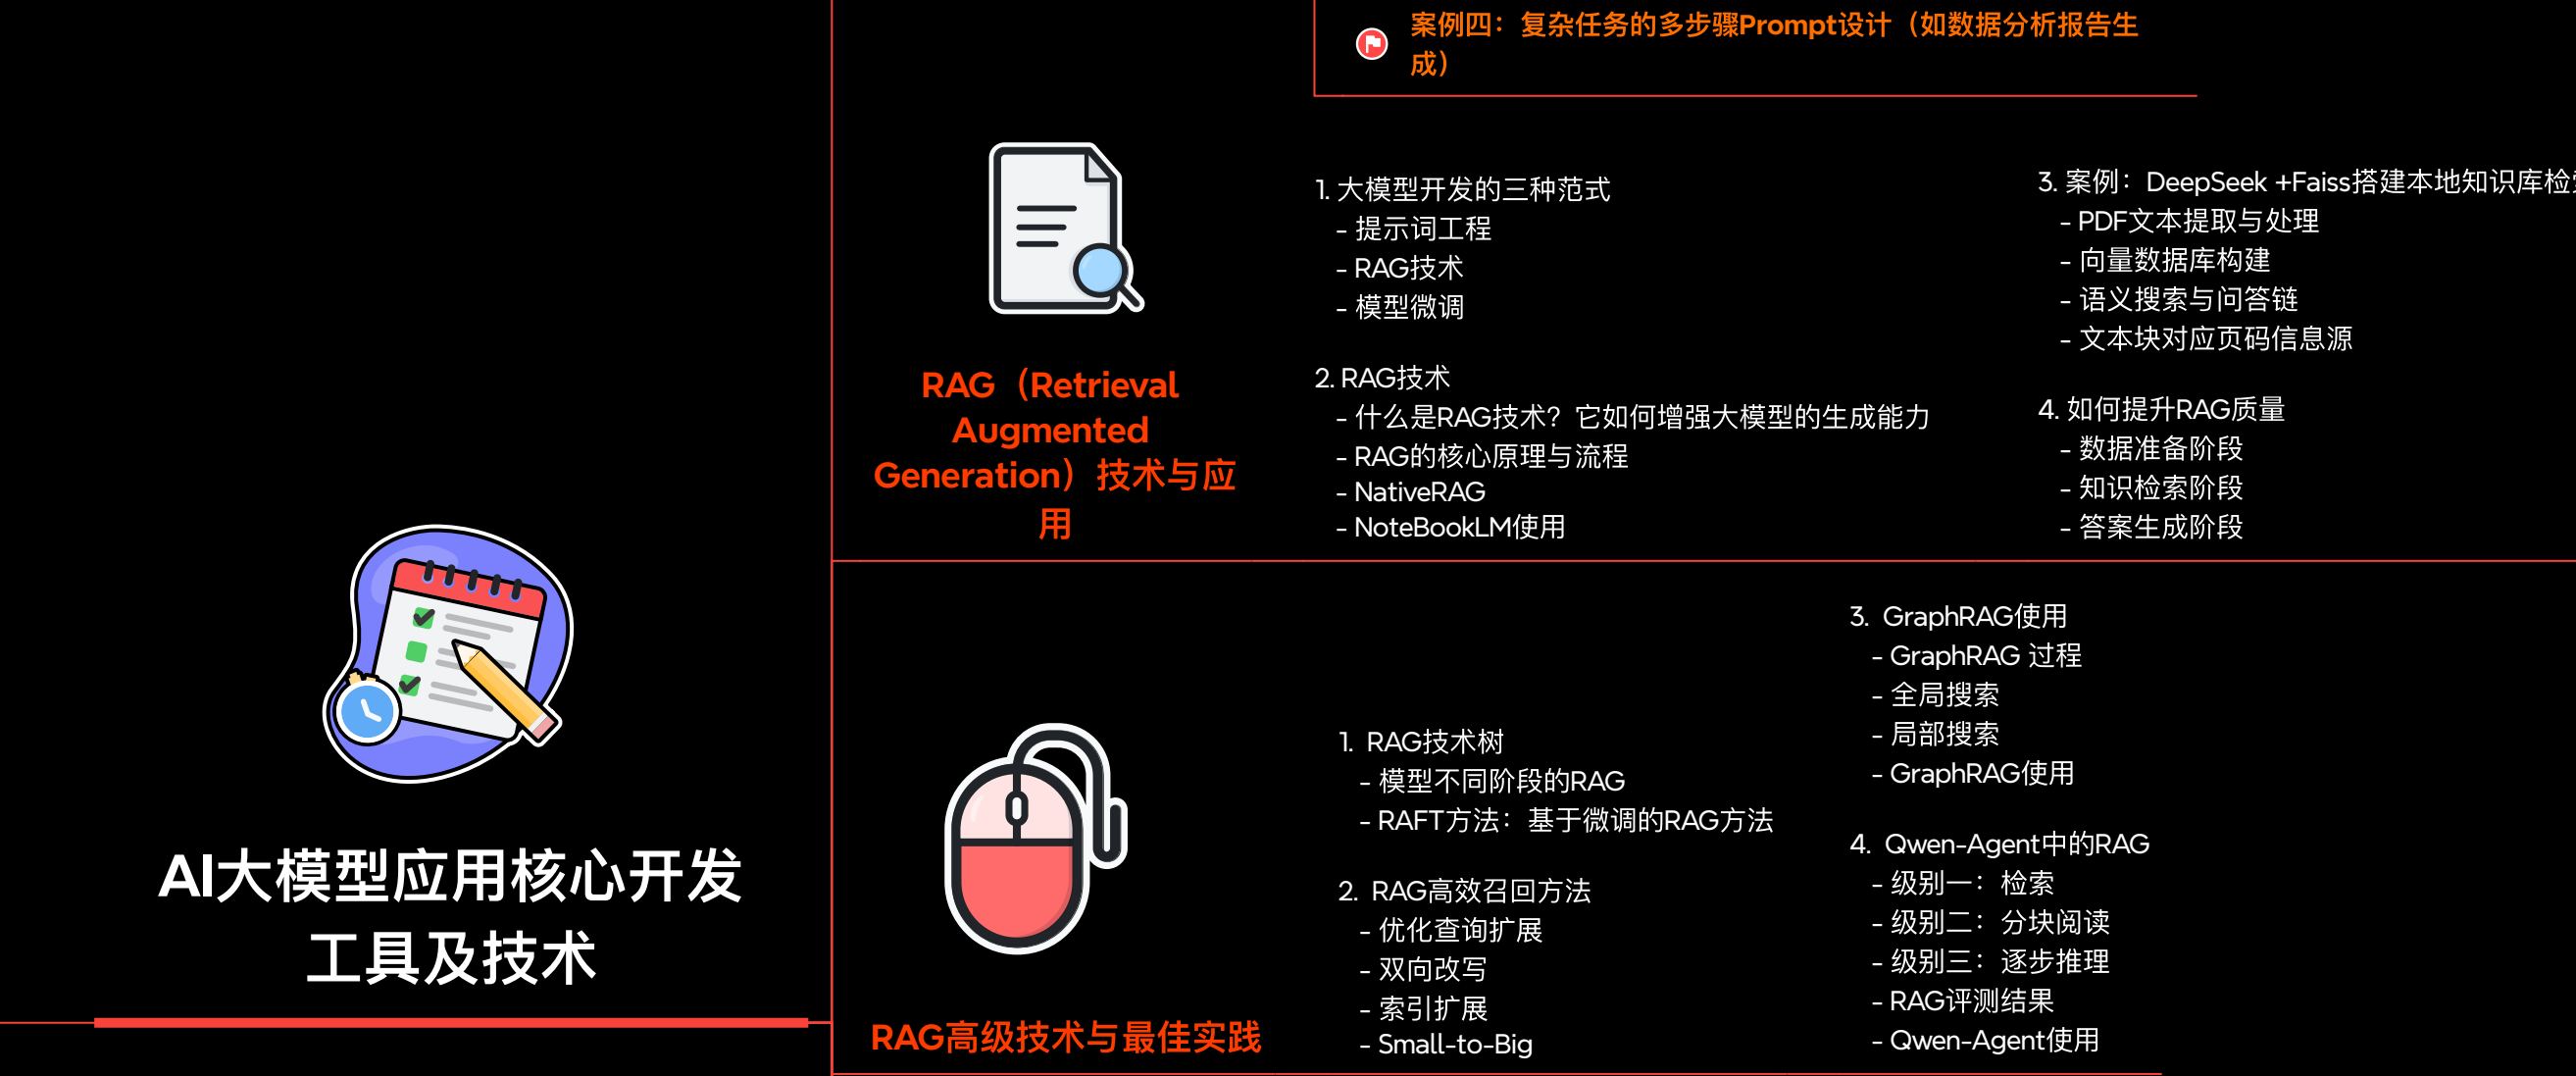 案例四：复杂任务的多步骤Prompt设计（如数据分析报告生
成）
AI大模型应用核心开发
工具及技术
RAG（Retrieval
Augmented
Generation）技术与应
用
1. 大模型开发的三种范式
- 提示词工程
- RAG技术
- 模型微调
2. RAG技术
- 什么是RAG技术？它如何增强大模型的生成能力
- RAG的核心原理与流程
- NativeRAG
- NoteBookLM使用
3. 案例：DeepSeek +Faiss搭建本地知识库检
- PDF文本提取与处理
- 向量数据库构建
- 语义搜索与问答链
- 文本块对应页码信息源
4. 如何提升RAG质量
- 数据准备阶段
- 知识检索阶段
- 答案生成阶段
RAG高级技术与最佳实践
1. RAG技术树
- 模型不同阶段的RAG
- RAFT方法：基于微调的RAG方法
2. RAG高效召回方法
- 优化查询扩展
- 双向改写
- 索引扩展
- Small-to-Big
3. GraphRAG使用
- GraphRAG 过程
- 全局搜索
- 局部搜索
- GraphRAG使用
4. Qwen-Agent中的RAG
- 级别一：检索
- 级别二：分块阅读
- 级别三：逐步推理
- RAG评测结果
- Qwen-Agent使用